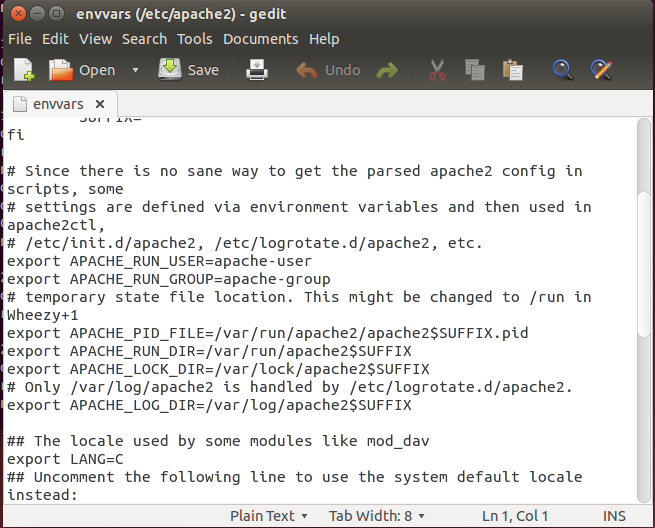 envvars (/etc/apache2) - gedit
File Edit View Search Tools Documents Help
Open Save Undo
envvars
SUFFIX=
fi
# Since there is no sane way to get the parsed apache2 config in
scripts, some
# settings are defined via environment variables and then used in
apache2ctl,
# /etc/init.d/apache2, /etc/logrotate.d/apache2, etc.
export APACHE_RUN_USER=apache-user
export APACHE_RUN_GROUP=apache-group
# temporary state file location. This might be changed to /run in
Wheezy+1
export APACHE_PID_FILE=/var/run/apache2/apache2$SUFFIX.pid
export APACHE_RUN_DIR=/var/run/apache2$SUFFIX
export APACHE_LOCK_DIR=/var/lock/apache2$SUFFIX
# Only /var/log/apache2 is handled by /etc/logrotate.d/apache2.
export APACHE_LOG_DIR=/var/log/apache2$SUFFIX
## The locale used by some modules like mod_dav
export LANG=C
## Uncomment the following line to use the system default locale
instead:
Plain Text Tab Width: 8 Ln 1, Col 1 INS